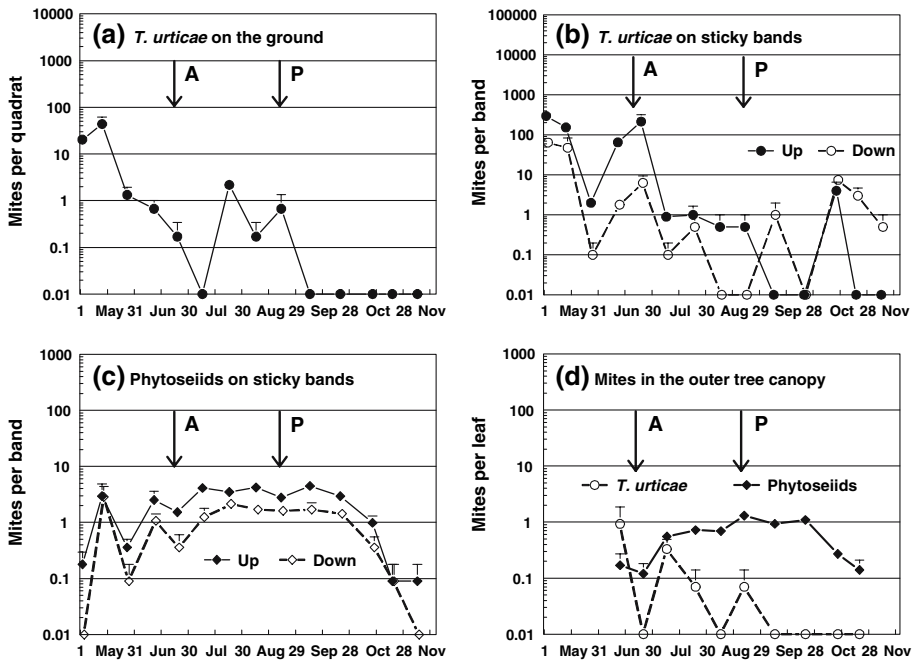 (a) T. urticae on the ground
Mites per quadrat
10000
1000
100
10
1
0.1
0.01
A
P
1 May 31 Jun 30 Jul 30 Aug 29 Sep 28 Oct 28 Nov
(b) T. urticae on sticky bands
Mites per band
100000
10000
1000
100
10
1
0.1
0.01
A
P
Up
Down
1 May 31 Jun 30 Jul 30 Aug 29 Sep 28 Oct 28 Nov
(c) Phytoseiids on sticky bands
Mites per band
1000
100
10
1
0.1
0.01
A
P
Up
Down
1 May 31 Jun 30 Jul 30 Aug 29 Sep 28 Oct 28 Nov
(d) Mites in the outer tree canopy
Mites per leaf
1000
100
10
1
0.1
0.01
A
P
T. urticae
Phytoseiids
1 May 31 Jun 30 Jul 30 Aug 29 Sep 28 Oct 28 Nov